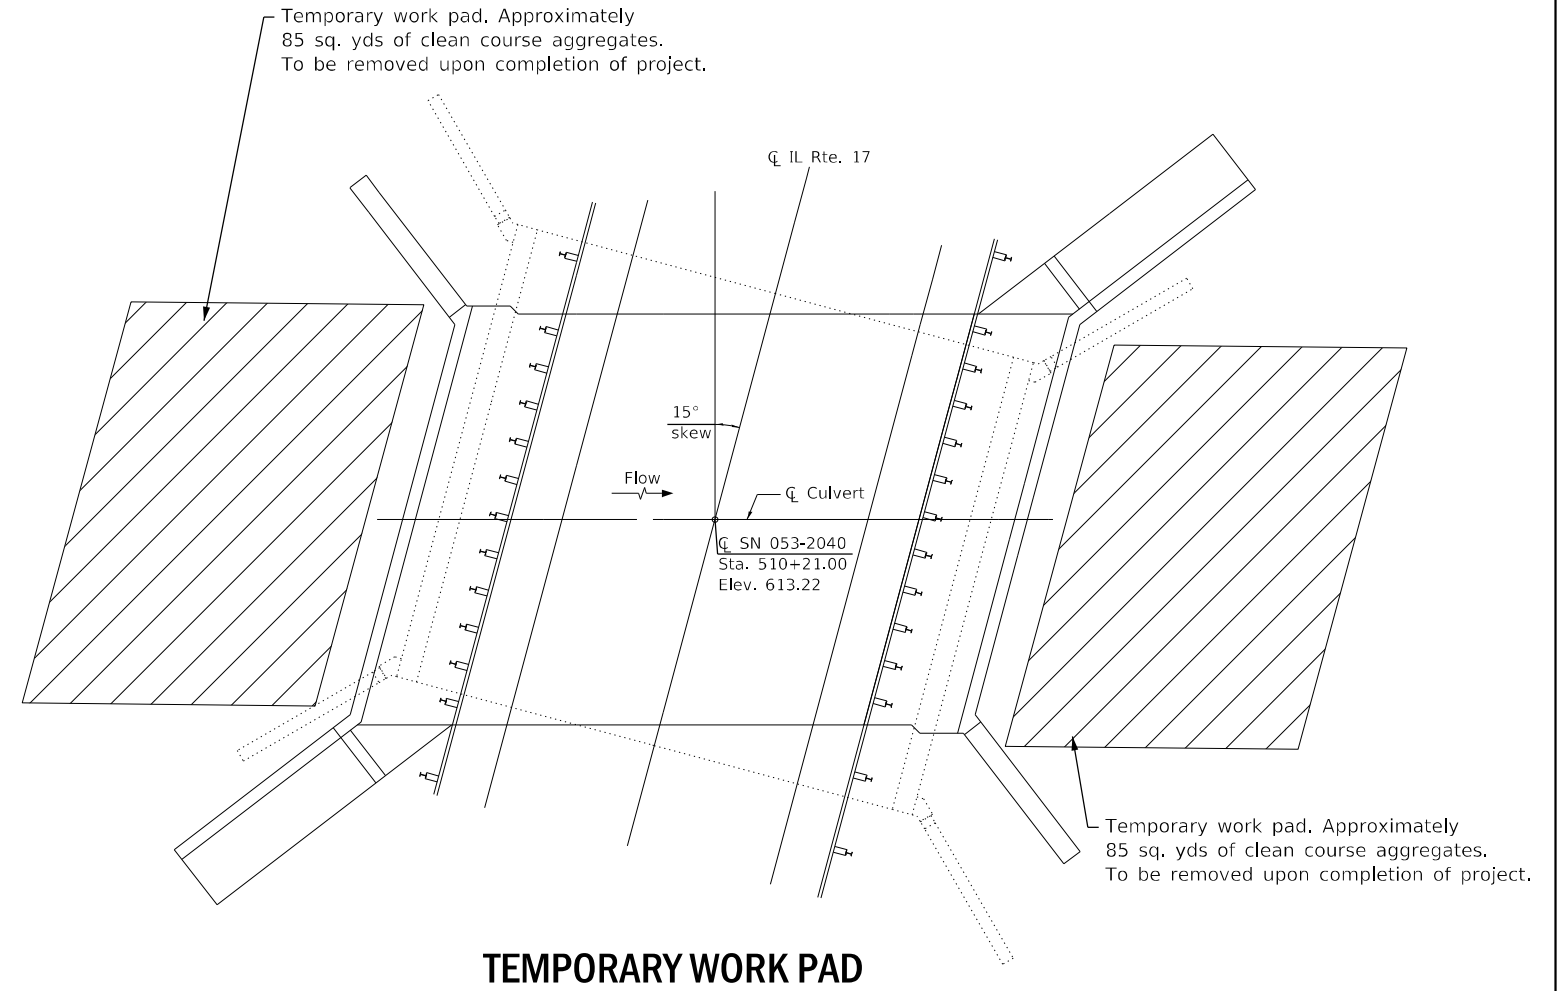 Temporary work pad. Approximately
85 sq. yds of clean course aggregates.
To be removed upon completion of project.
℄ IL Rte. 17
15°
skew
Flow
℄ Culvert
℄ SN 053-2040
Sta. 510+21.00
Elev. 613.22
Temporary work pad. Approximately
85 sq. yds of clean course aggregates.
To be removed upon completion of project.
TEMPORARY WORK PAD